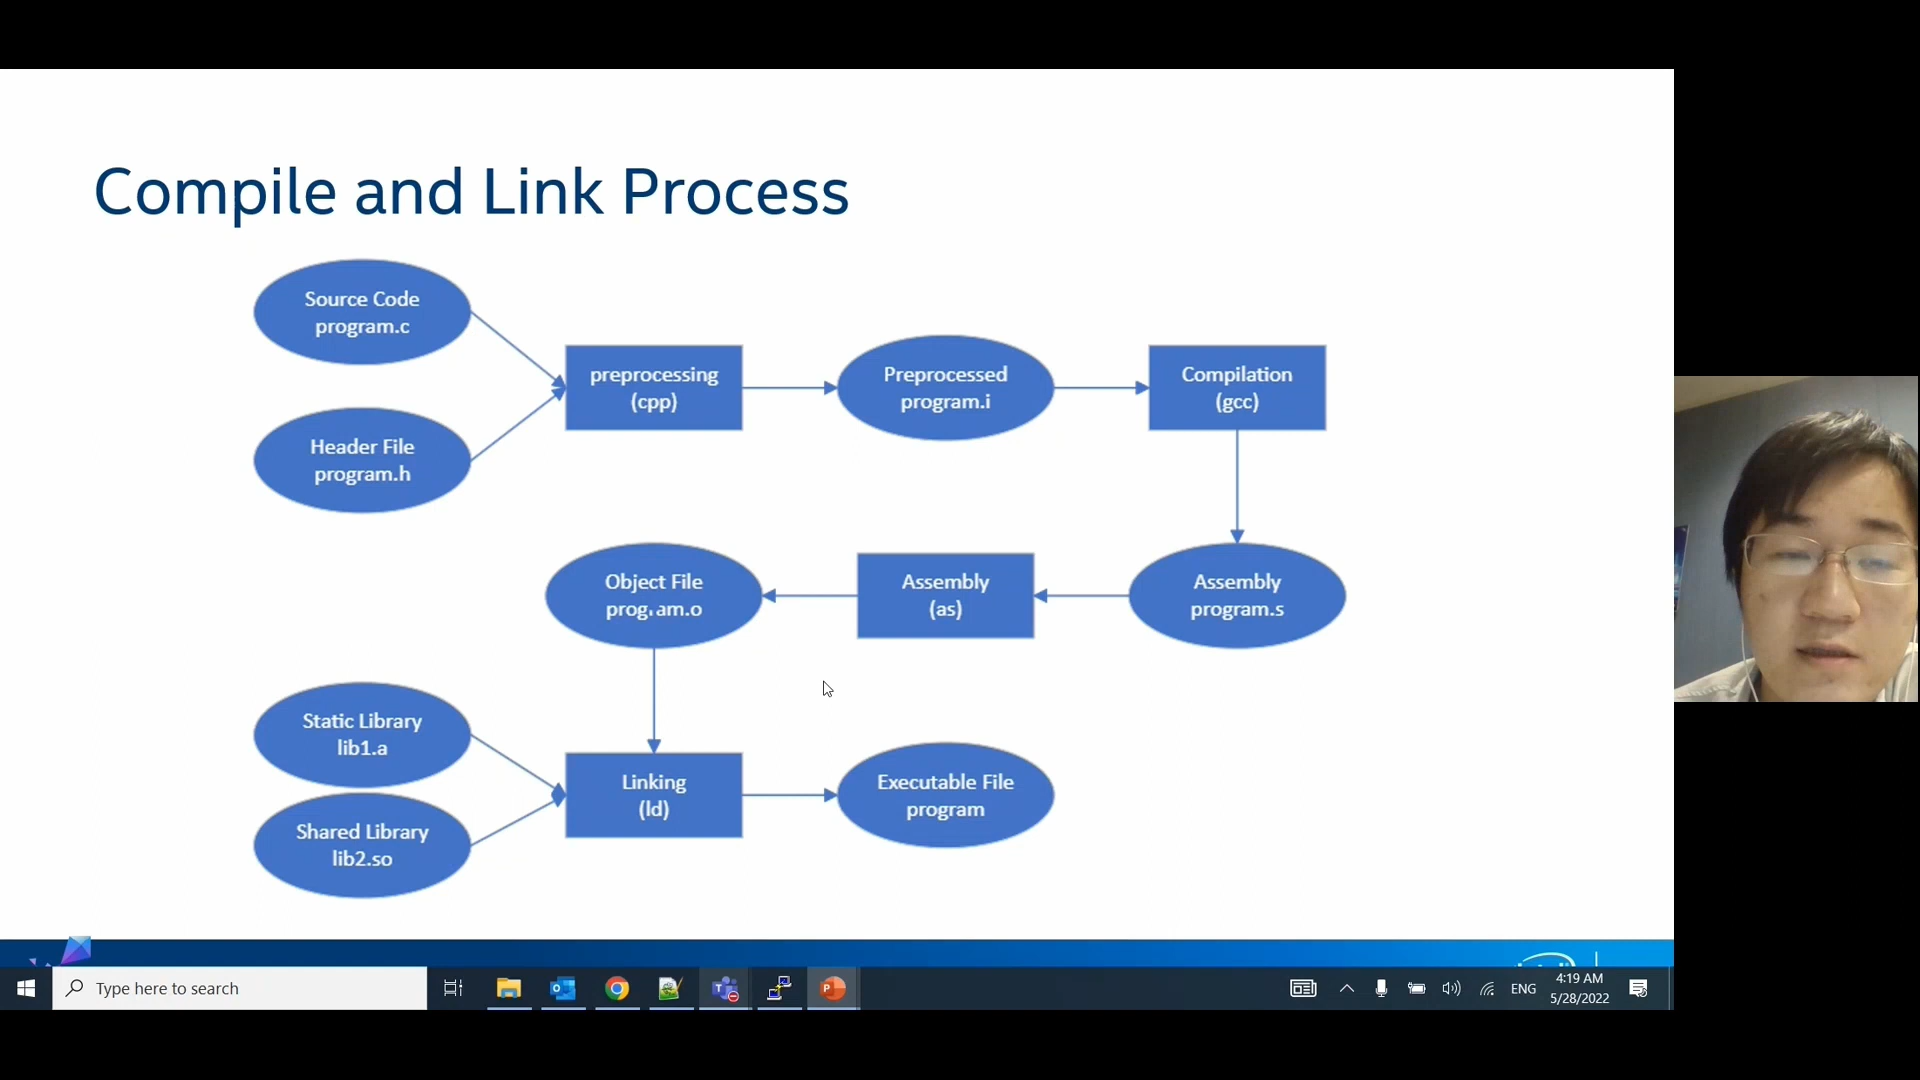 Compile and Link Process
Source Code
program.c
Header File
program.h
preprocessing
(cpp)
Preprocessed
program.i
Compilation
(gcc)
Assembly
program.s
Assembly
(as)
Object File
program.o
Static Library
lib1.a
Shared Library
lib2.so
Linking
(ld)
Executable File
program
Type here to search
ENG
4:19 AM
5/28/2022